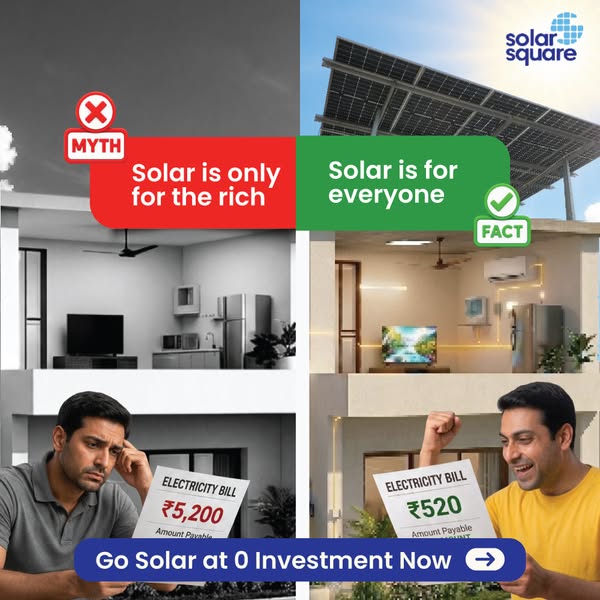 solar
square
MYTH
Solar is only
for the rich
Solar is for
everyone
FACT
ELECTRICITY BILL
₹5,200
Amount Payable
ELECTRICITY BILL
₹520
Amount Payable
Go Solar at 0 Investment Now